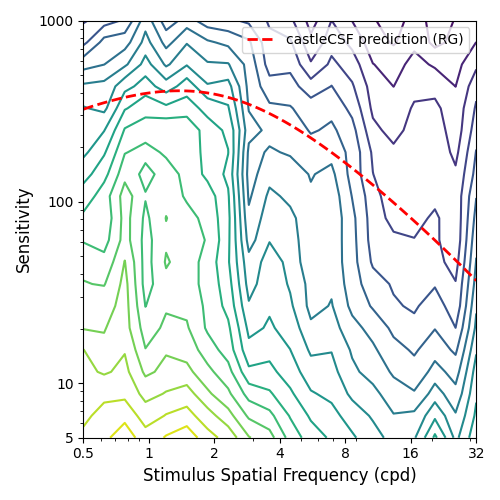 1000
castleCSF prediction (RG)
100
10
5
Sensitivity
0.5 1 2 4 8 16 32
Stimulus Spatial Frequency (cpd)